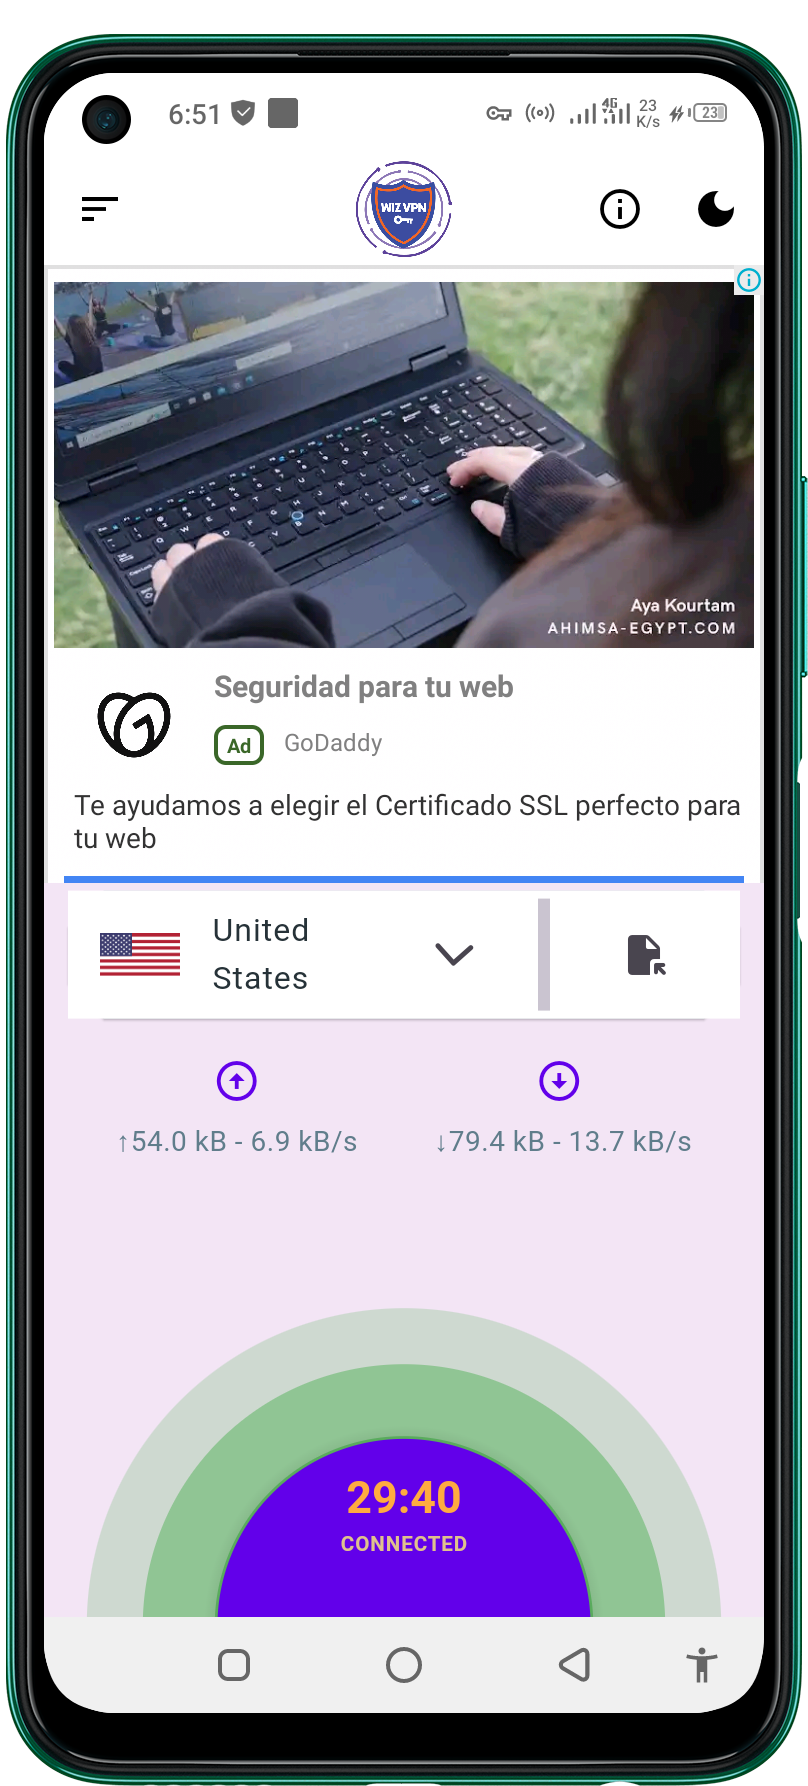 6:51
4G
23
K/s
23
WIZ VPN
Aya Kourtam
AHIMSA-EGYPT.COM
Seguridad para tu web
Ad GoDaddy
Te ayudamos a elegir el Certificado SSL perfecto para
tu web
United
States
↑54.0 kB - 6.9 kB/s
↓79.4 kB - 13.7 kB/s
29:40
CONNECTED